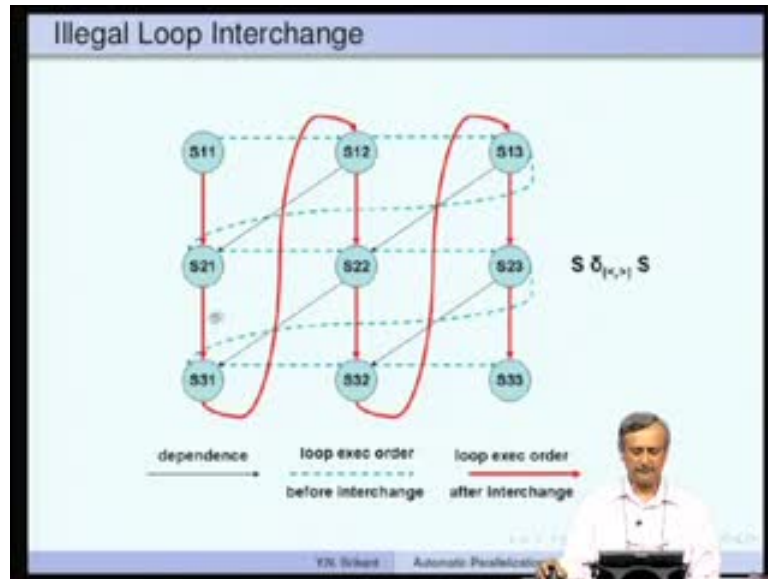 Illegal Loop Interchange
S11 S12 S13
S21 S22 S23
S δ(<,>) S
S31 S32 S33
dependence
loop exec order
before interchange
loop exec order
after interchange
Automatic Parallelization